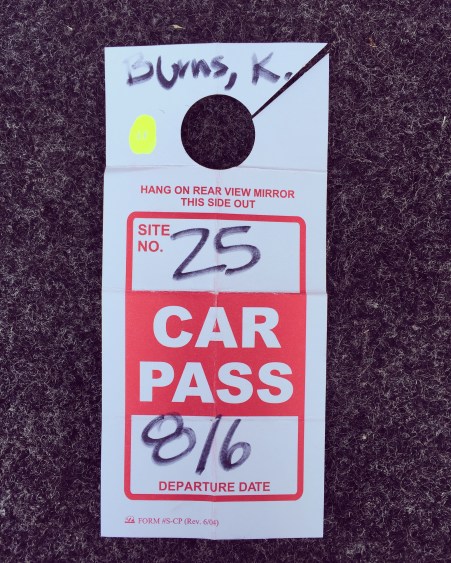 Burns, K.
HANG ON REAR VIEW MIRROR
THIS SIDE OUT
SITE
NO. 25
CAR
PASS
8/6
DEPARTURE DATE
FORM #S-CP (Rev. 6/04)